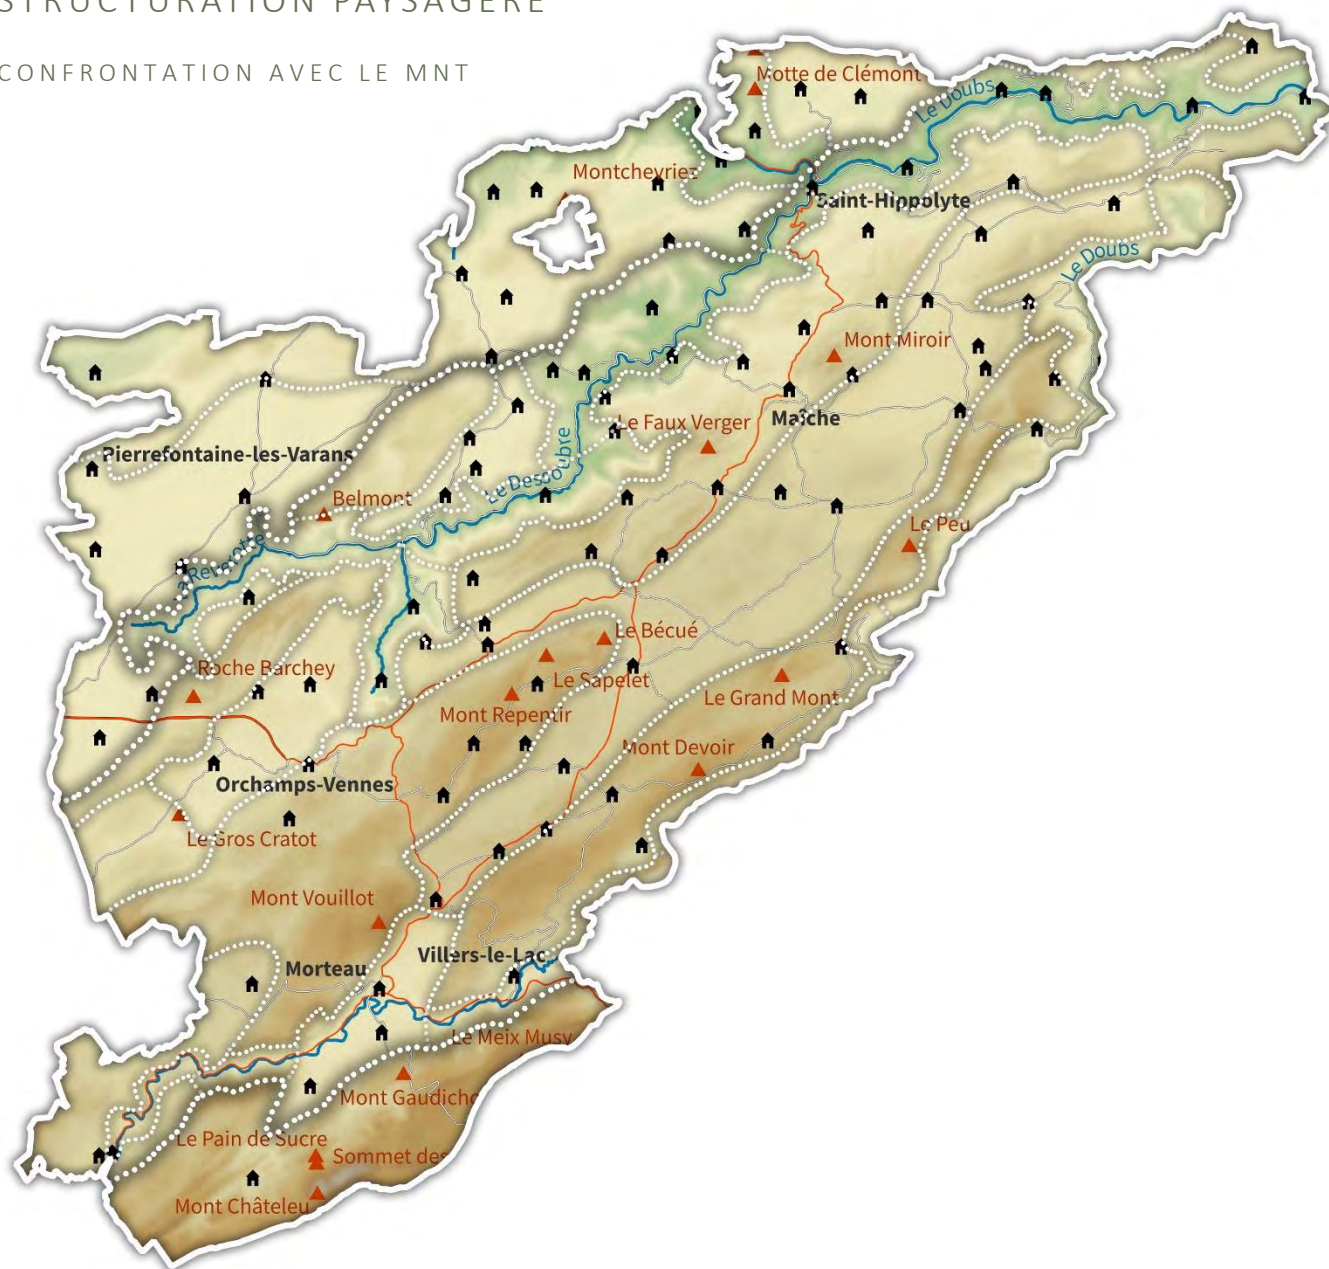 STRUCTURATION PAYSAGERE
CONFRONTATION AVEC LE MNT
Motte de Clémont
Le Doubs
Montchevriez
Saint-Hippolyte
Le Doubs
Mont Miroir
Maîche
Le Faux Verger
Pierrefontaine-les-Varans
Belmont
Le Dessoubre
Le Peu
Le Bécué
Roche Barchey
Le Sapelet
Le Grand Mont
Mont Repentir
Mont Devoir
Orchamps-Vennes
Le Gros Cratot
Mont Vouillot
Villers-le-Lac
Morteau
Le Meix Musy
Mont Gaudicho
Le Pain de Sucre
Sommet des
Mont Châteleu